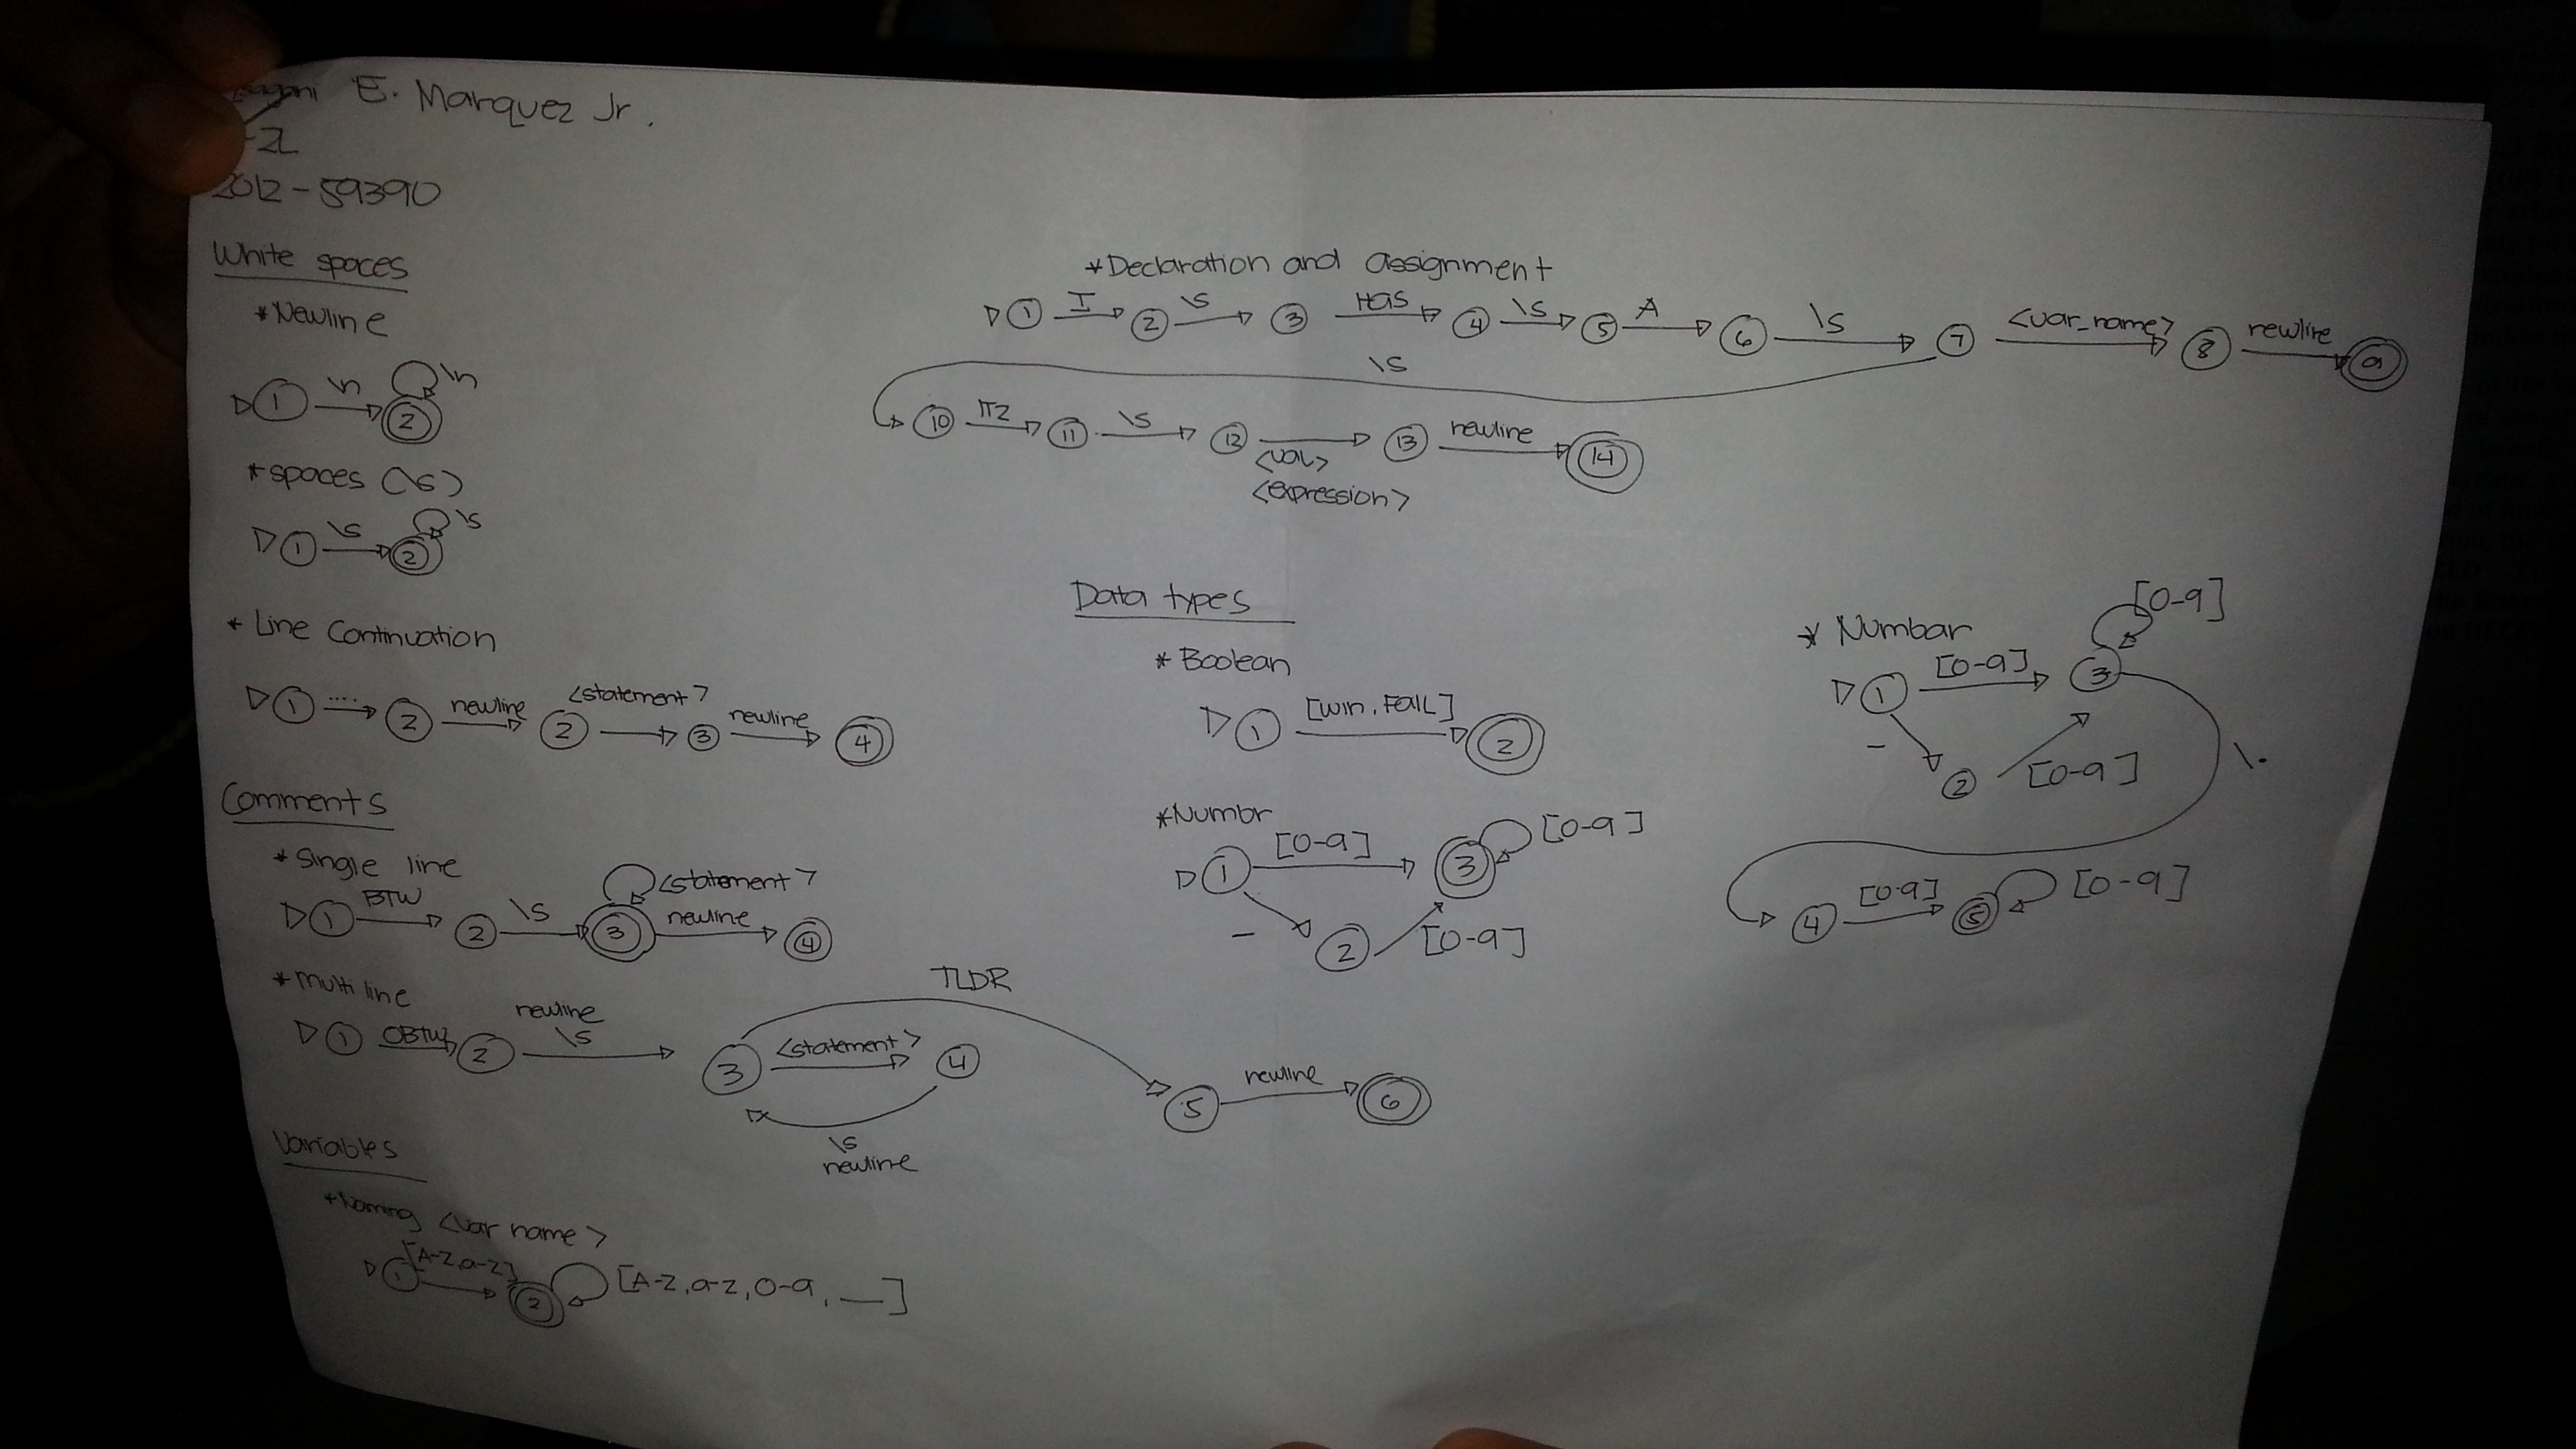 E. Marquez Jr.
-2L
2012-59390
White spaces
*Newline
1 \n 2 \n
*spaces (\s)
1 \s 2 \s
* Line Continuation
1 .... 2 newline 2 <statement> 3 newline 4
Comments
*Single line
1 BTW 2 \s 3 <statement> newline 4
*Multi line
1 OBTW 2 newline \s 3 <statement> 4 TLDR 5 newline 6
\s
newline
Variables
*Naming <var name>
1 [A-Z,a-z] 2 [A-Z,a-z,0-9,_]
*Declaration and assignment
1 I 2 \s 3 HAS 4 \s 5 A 6 \s 7 <var_name> 8 newline 9
\s
10 ITZ 11 \s 12 <val> 13 newline 14
<expression>
Data types
*Boolean
1 [WIN,FAIL] 2
*Numbr
1 [0-9] 3 [0-9]
- 2 [0-9]
* Numbar
1 [0-9] 3 [0-9]
- 2 [0-9] \.
4 [0-9] 5 [0-9]